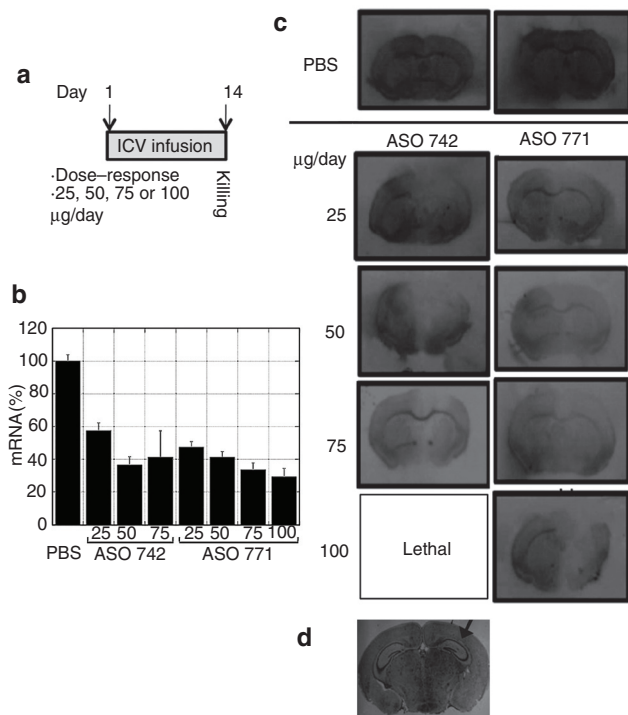 a
Day 1 14
ICV infusion
·Dose–response
·25, 50, 75 or 100
µg/day
Killing
b
120
100
80
60
40
20
0
mRNA(%)
25 50 75 25 50 75 100
PBS ASO 742 ASO 771
c
PBS
ASO 742 ASO 771
µg/day
25
50
75
100
Lethal
d